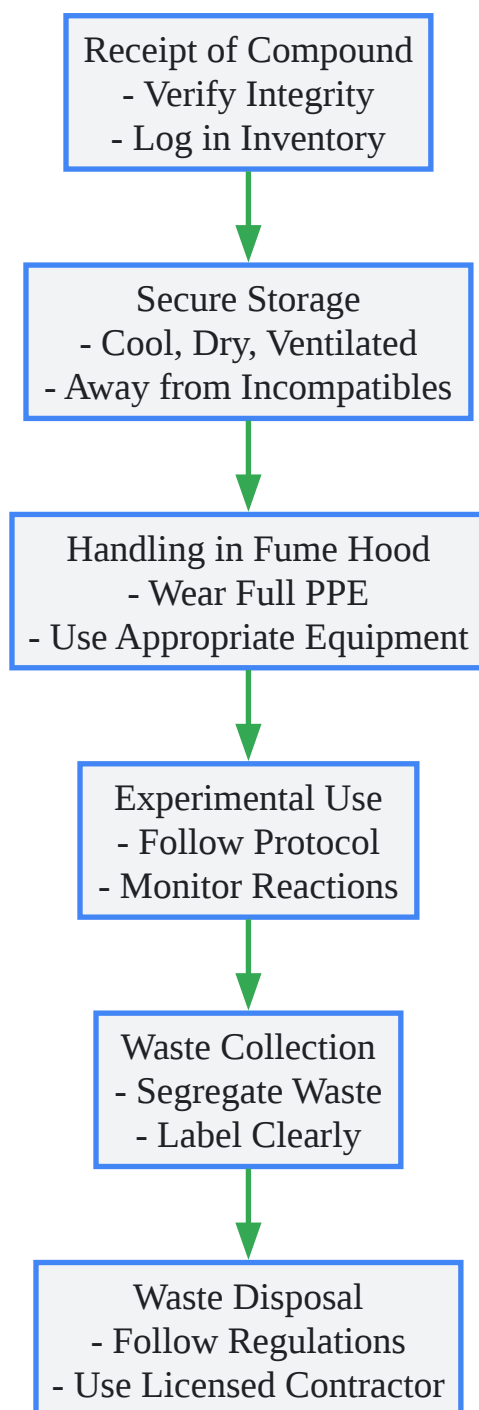 Receipt of Compound
- Verify Integrity
- Log in Inventory
Secure Storage
- Cool, Dry, Ventilated
- Away from Incompatibles
Handling in Fume Hood
- Wear Full PPE
- Use Appropriate Equipment
Experimental Use
- Follow Protocol
- Monitor Reactions
Waste Collection
- Segregate Waste
- Label Clearly
Waste Disposal
- Follow Regulations
- Use Licensed Contractor